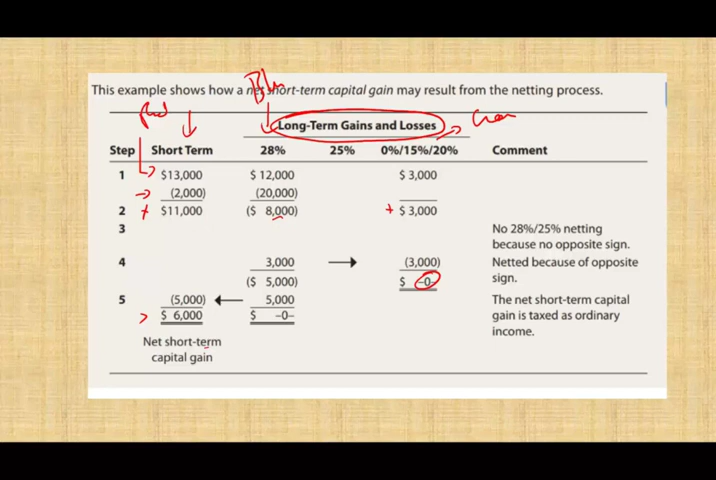 This example shows how a net short-term capital gain may result from the netting process.
Long-Term Gains and Losses
Step Short Term 28% 25% 0%/15%/20% Comment
1 $13,000 $ 12,000 $ 3,000
(2,000) (20,000)
2 $11,000 ($ 8,000) $ 3,000
3 No 28%/25% netting
because no opposite sign.
4 3,000 (3,000) Netted because of opposite
($ 5,000) $ -0- sign.
5 (5,000) 5,000 The net short-term capital
$ 6,000 $ -0- gain is taxed as ordinary
income.
Net short-term
capital gain